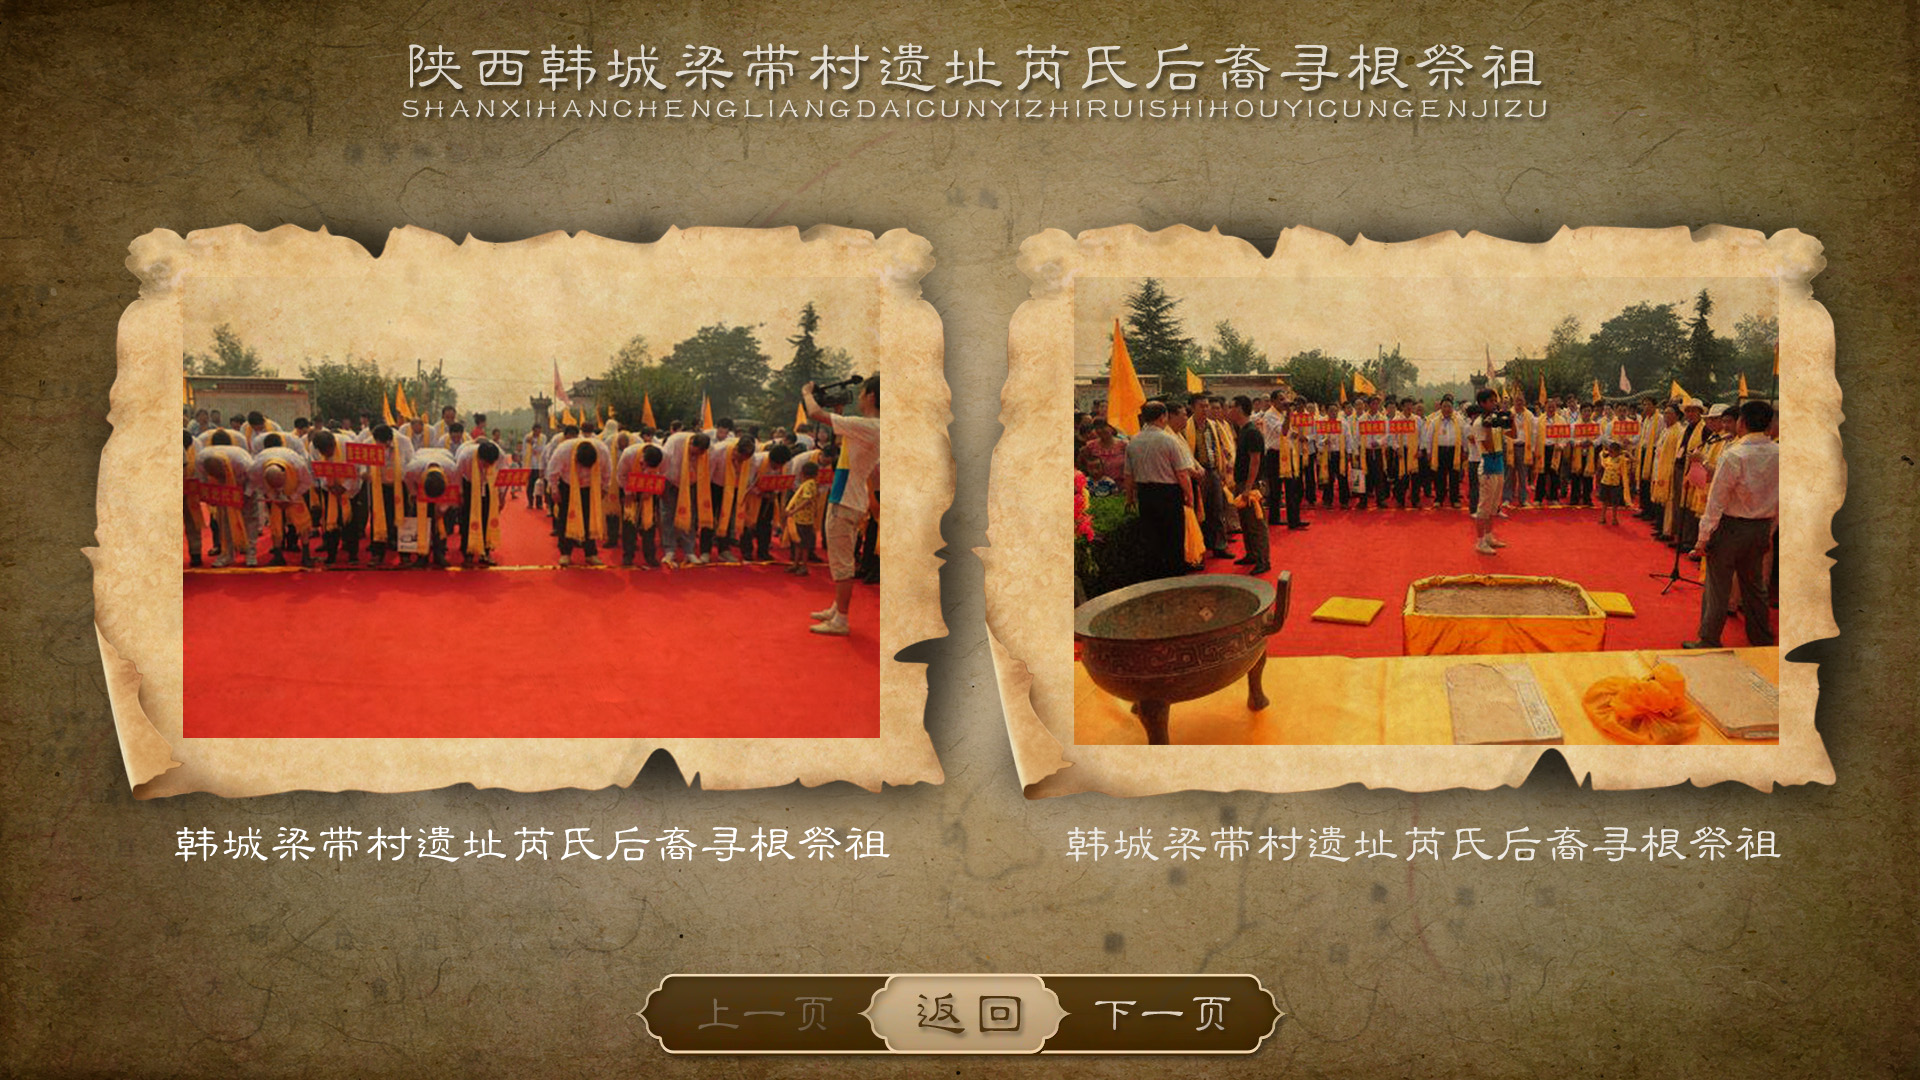 陕西韩城梁带村遗址芮氏后裔寻根祭祖
SHANXIHANCHENGLIANGDAICUNYIZHIRUISHIHOUYICUNGENJIZU
韩城梁带村遗址芮氏后裔寻根祭祖
韩城梁带村遗址芮氏后裔寻根祭祖
上一页
返回
下一页